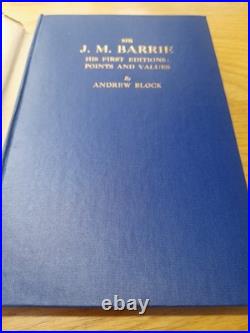 SIR
J. M. BARRIE
HIS FIRST EDITIONS:
POINTS AND VALUES
By
ANDREW BLOCK